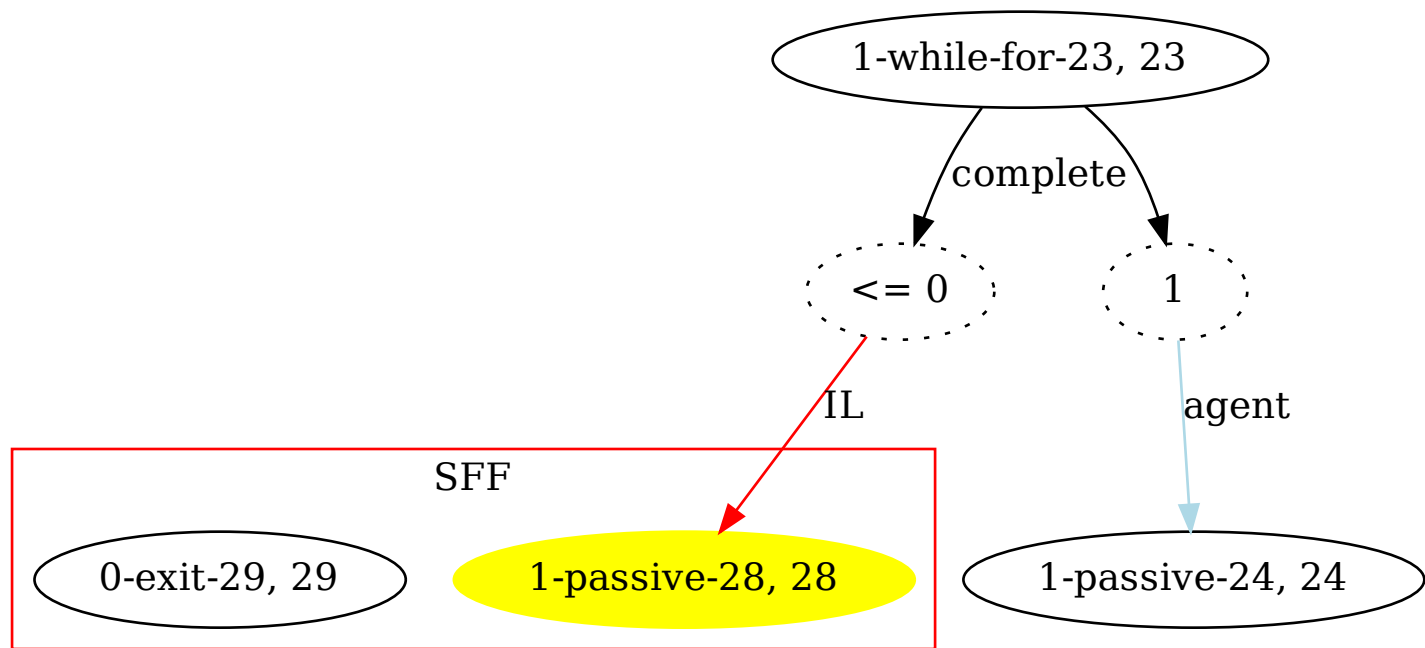 1-while-for-23, 23
complete
<= 0
1
IL
agent
SFF
0-exit-29, 29
1-passive-28, 28
1-passive-24, 24